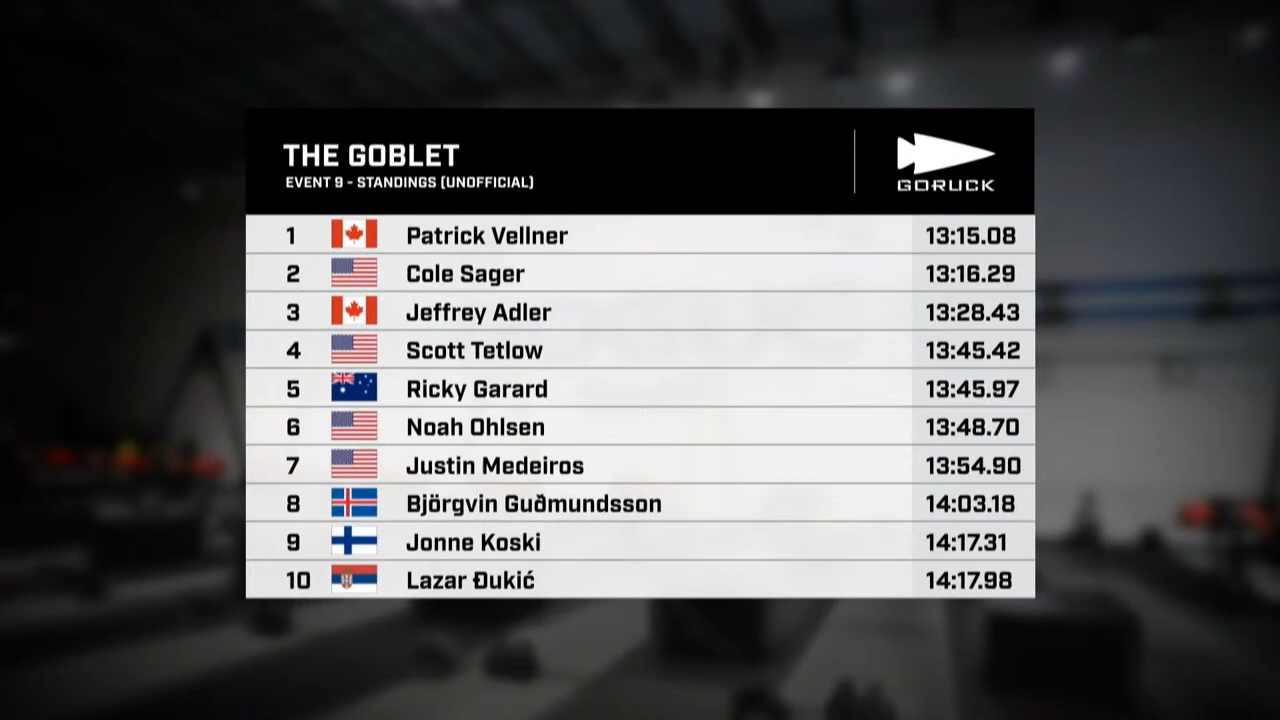 THE GOBLET
EVENT 9 - STANDINGS (UNOFFICIAL)
GORUCK
1 Patrick Vellner 13:15.08
2 Cole Sager 13:16.29
3 Jeffrey Adler 13:28.43
4 Scott Tetlow 13:45.42
5 Ricky Garard 13:45.97
6 Noah Ohlsen 13:48.70
7 Justin Medeiros 13:54.90
8 Björgvin Guðmundsson 14:03.18
9 Jonne Koski 14:17.31
10 Lazar Đukić 14:17.98